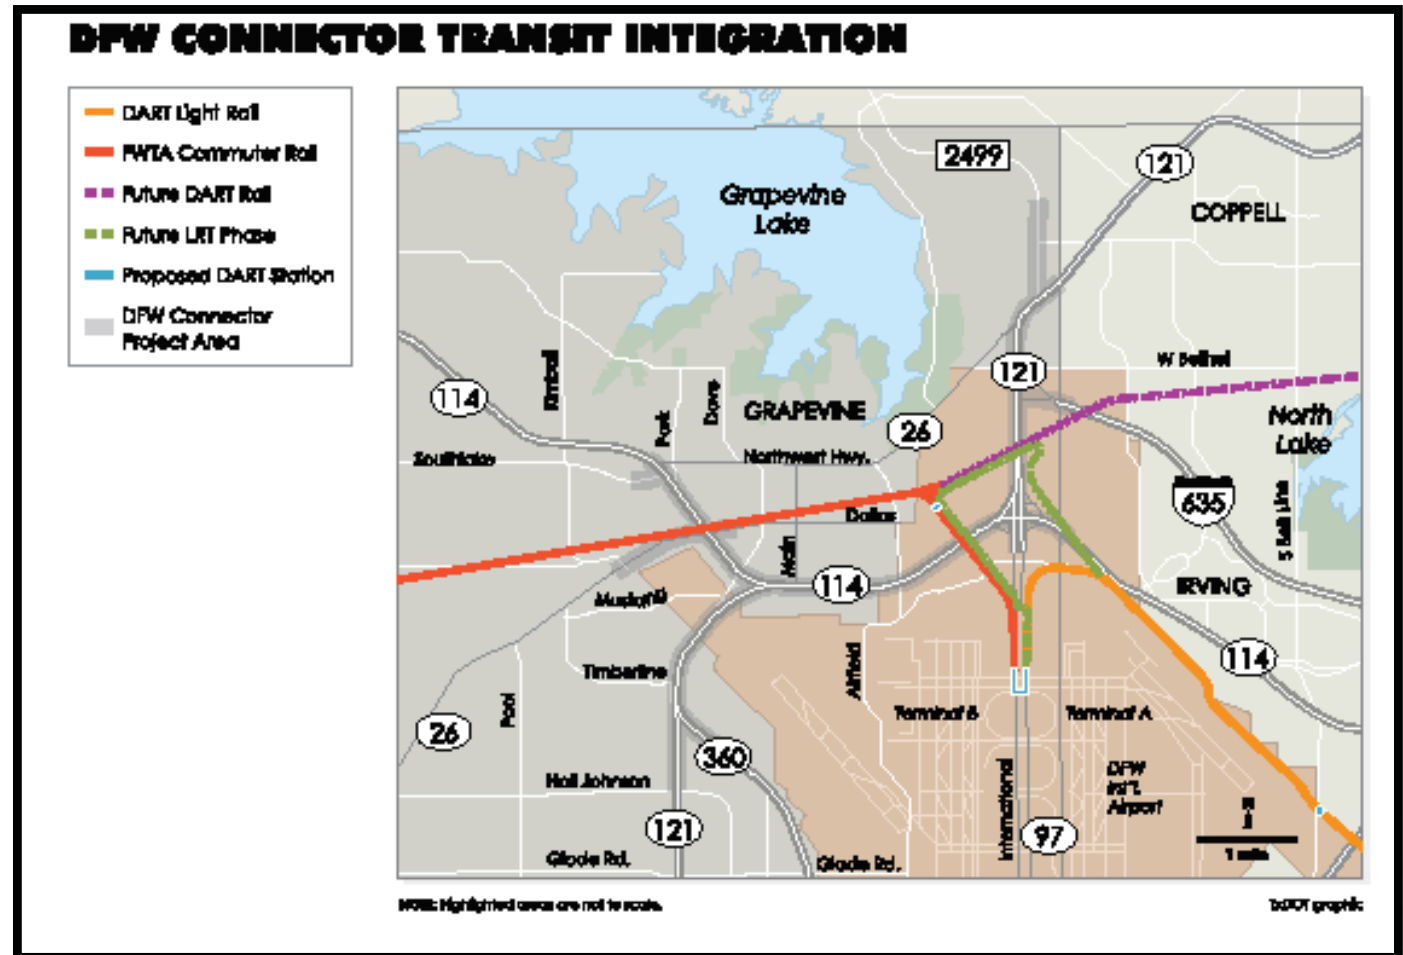 DFW CONNECTOR TRANSIT INTEGRATION
DART Light Rail
FWTA Commuter Rail
Future DART Rail
Future LRT Phase
Proposed DART Station
DFW Connector
Project Area
2499
121
Grapevine
Lake
COPPELL
121
W Bethel
114
Kimball
Park
Dove
GRAPEVINE
26
North
Lake
Southlake
Northwest Hwy.
635
Dallas
S Belt Line
Main
114
IRVING
Mustang
Timberline
Airfield
114
Pool
Terminal B
Terminal A
26
360
Hall Johnson
International
DFW
Int'l.
Airport
N
121
97
1 mile
Glade Rd.
Glade Rd.
NOTE: Highlighted areas are not to scale.
TxDOT graphic